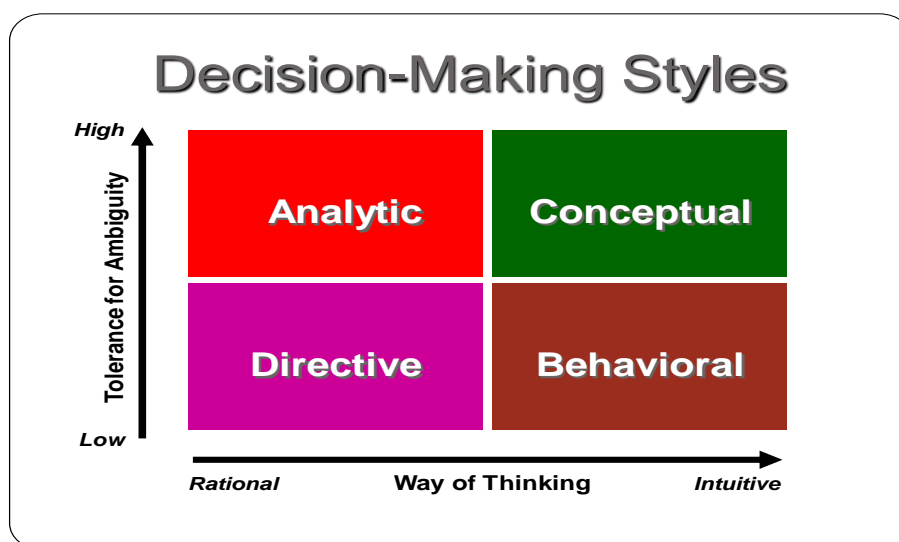 Decision-Making Styles
High
Tolerance for Ambiguity
Analytic
Conceptual
Directive
Behavioral
Low
Rational
Way of Thinking
Intuitive